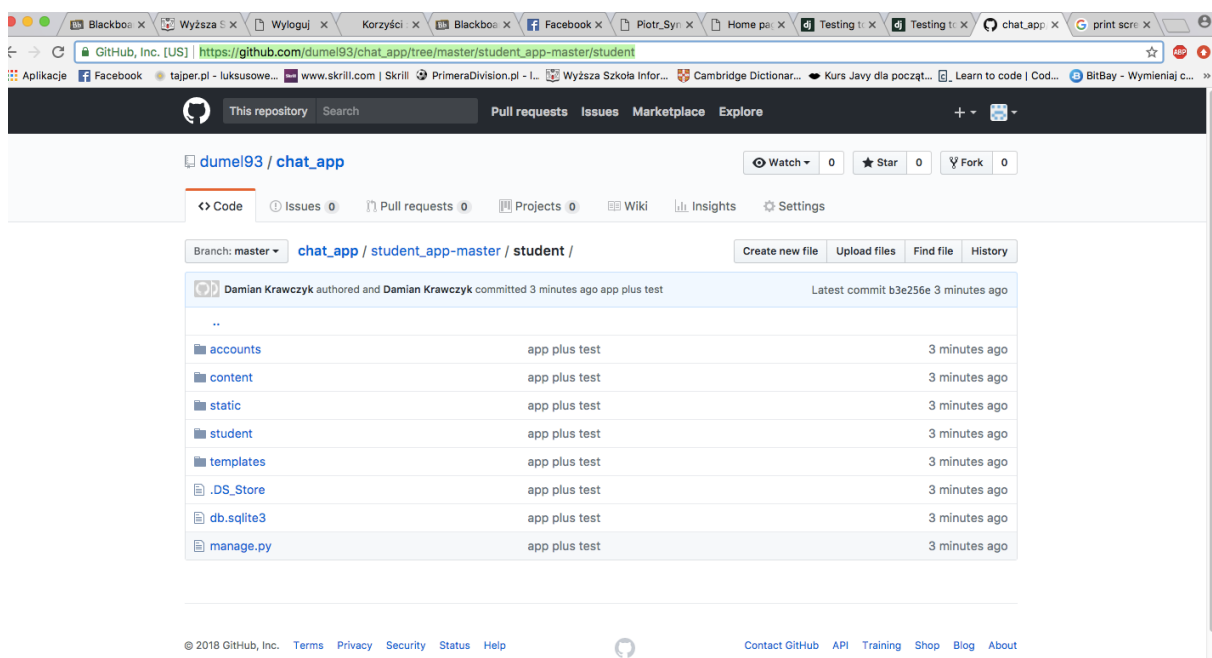 Blackboa Wyższa S Wyloguj Korzyści Blackboa Facebook Piotr_Syn Home pag Testing to Testing to chat_app print scre
GitHub, Inc. [US] https://github.com/dumel93/chat_app/tree/master/student_app-master/student
Aplikacje Facebook tajper.pl - luksusowe... www.skrill.com | Skrill PrimeraDivision.pl - l... Wyższa Szkoła Infor... Cambridge Dictionar... Kurs Javy dla począt... Learn to code | Cod... BitBay - Wymieniaj c... »
This repository Search Pull requests Issues Marketplace Explore
dumel93 / chat_app Watch 0 Star 0 Fork 0
Code Issues 0 Pull requests 0 Projects 0 Wiki Insights Settings
Branch: master chat_app / student_app-master / student / Create new file Upload files Find file History
Damian Krawczyk authored and Damian Krawczyk committed 3 minutes ago app plus test Latest commit b3e256e 3 minutes ago
..
accounts app plus test 3 minutes ago
content app plus test 3 minutes ago
static app plus test 3 minutes ago
student app plus test 3 minutes ago
templates app plus test 3 minutes ago
.DS_Store app plus test 3 minutes ago
db.sqlite3 app plus test 3 minutes ago
manage.py app plus test 3 minutes ago
© 2018 GitHub, Inc. Terms Privacy Security Status Help Contact GitHub API Training Shop Blog About